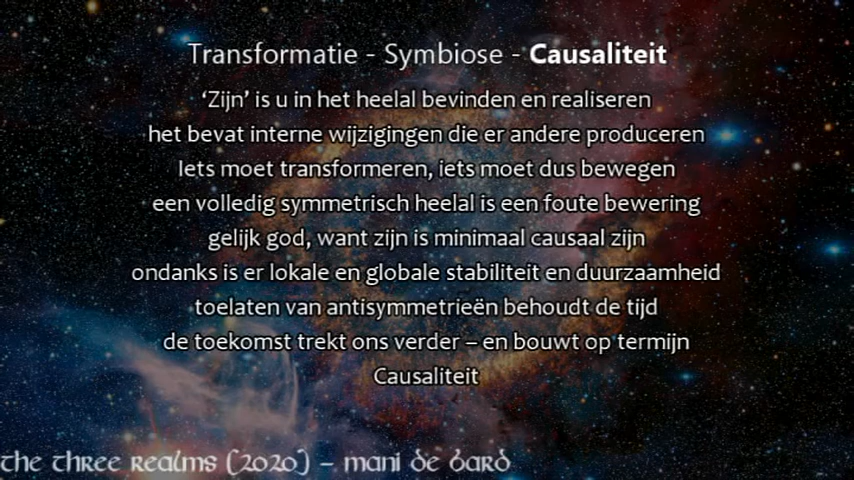 Transformatie - Symbiose - Causaliteit
‘Zijn’ is u in het heelal bevinden en realiseren
het bevat interne wijzigingen die er andere produceren
Iets moet transformeren, iets moet dus bewegen
een volledig symmetrisch heelal is een foute bewering
gelijk god, want zijn is minimaal causaal zijn
ondanks is er lokale en globale stabiliteit en duurzaamheid
toelaten van antisymmetrieën behoudt de tijd
de toekomst trekt ons verder – en bouwt op termijn
Causaliteit
The Three Realms (2020) – Mani de Bard